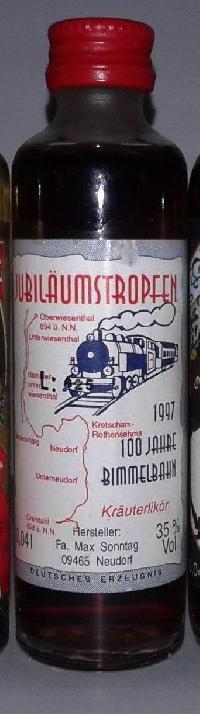 JUBILÄUMSTROPFEN
Oberwiesenthal
894 ü. N.N.
Unterwiesenthal
Hammer-
unter-
wiesenthal
L: 825
Kretscham-
Rothensehma
1997
100 JAHRE
BIMMELBAHN
Neudorf
Unterneudorf
Kräuterlikör
Cranzahl
ü. N.N.
0,04l
Hersteller:
Fa. Max Sonntag
09465 Neudorf
35 %
Vol
DEUTSCHES ERZEUGNIS